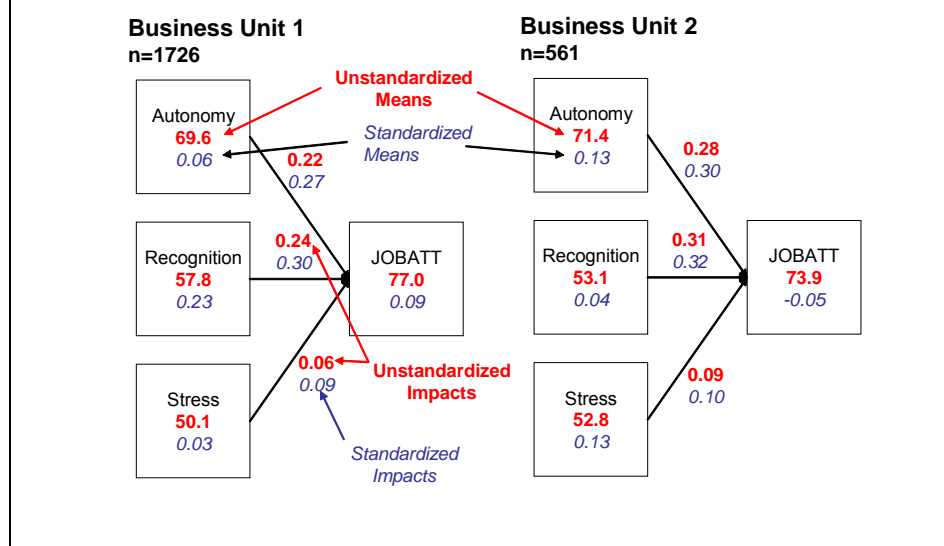 Business Unit 1
n=1726
Autonomy
69.6
0.06
Unstandardized
Means
Standardized
Means
0.22
0.27
Recognition
57.8
0.23
0.24
0.30
JOBATT
77.0
0.09
Stress
50.1
0.03
0.06
0.09
Unstandardized
Impacts
Standardized
Impacts
Business Unit 2
n=561
Autonomy
71.4
0.13
0.28
0.30
Recognition
53.1
0.04
0.31
0.32
JOBATT
73.9
-0.05
Stress
52.8
0.13
0.09
0.10